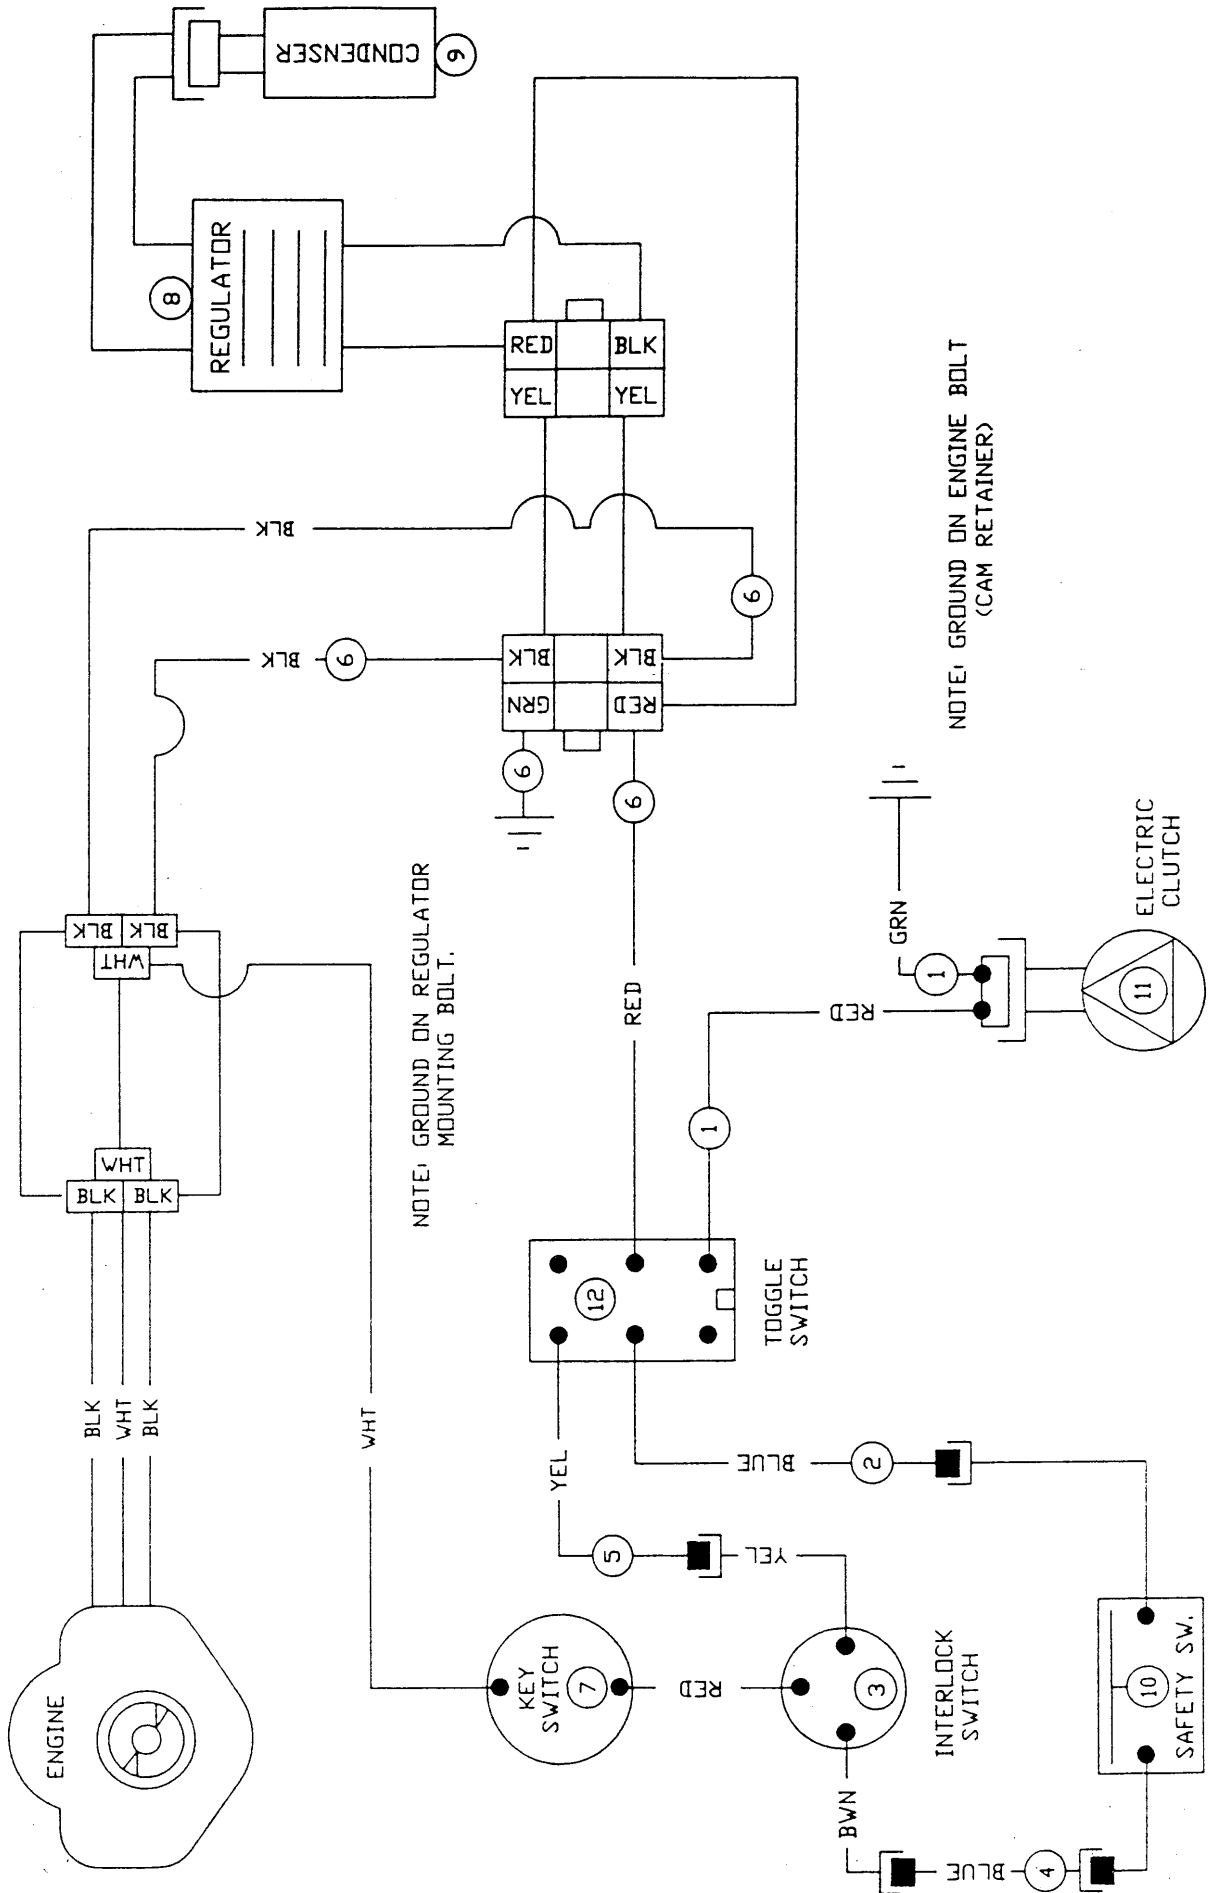 CONDENSER
9
REGULATOR
8
RED
BLK
YEL
YEL
BLK
BLK
6
6
BLK
BLK
GRN
RED
6
6
NOTE: GROUND ON ENGINE BOLT
(CAM RETAINER)
BLK
BLK
WHT
NOTE: GROUND ON REGULATOR
MOUNTING BOLT.
RED
GRN
1
RED
ELECTRIC
CLUTCH
11
WHT
BLK
BLK
1
12
TOGGLE
SWITCH
BLK
WHT
BLK
WHT
YEL
BLUE
2
5
YEL
ENGINE
KEY
SWITCH
7
RED
3
INTERLOCK
SWITCH
10
SAFETY SW.
BWN
BLUE
4